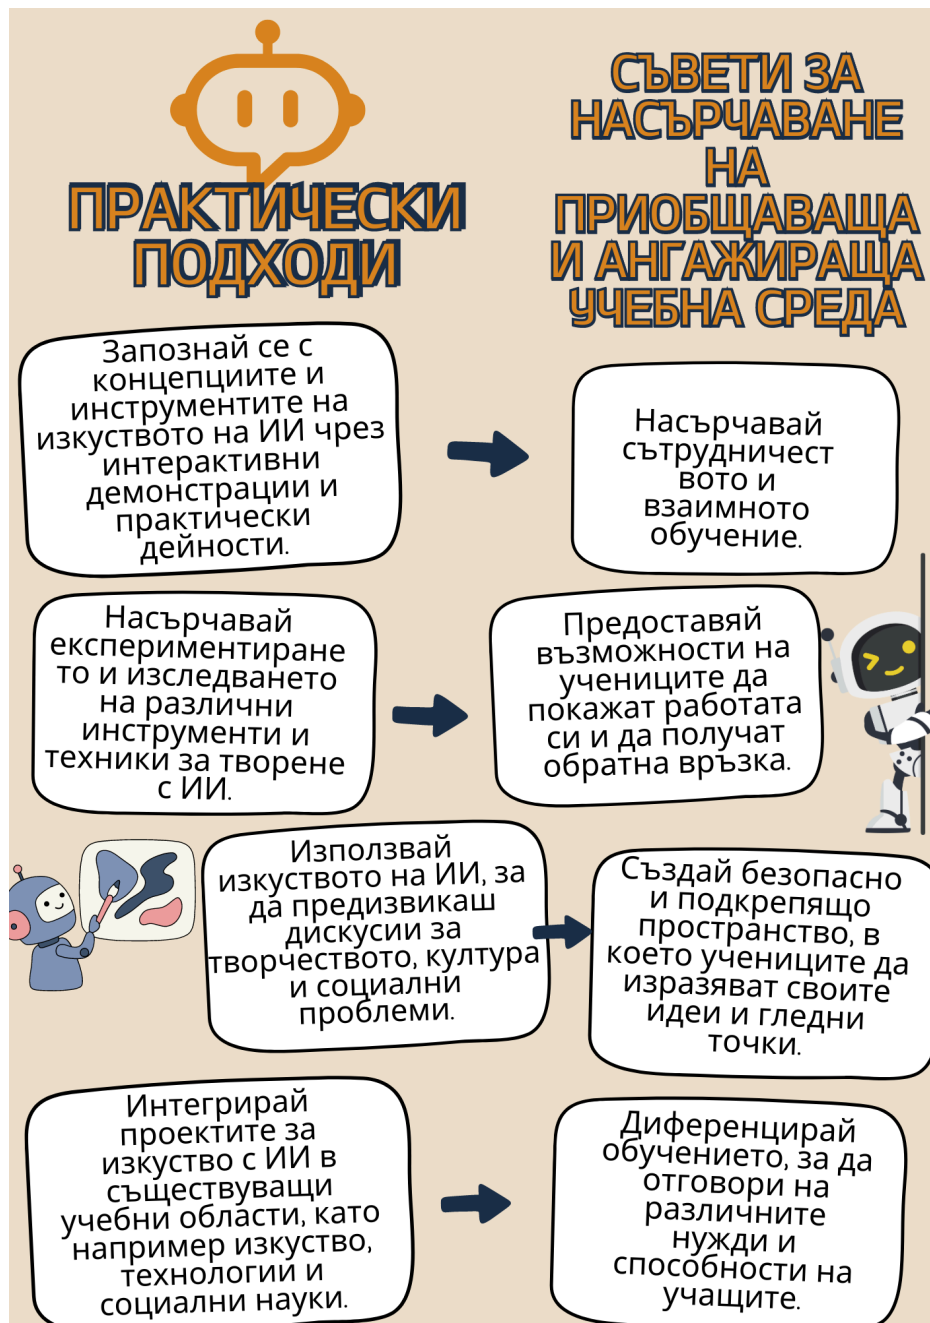 ПРАКТИЧЕСКИ
ПОДХОДИ
СЪВЕТИ ЗА
НАСЪРЧАВАНЕ
НА
ПРИОБЩАВАЩА
И АНГАЖИРАЩА
УЧЕБНА СРЕДА
Запознай се с
концепциите и
инструментите на
изкуството на ИИ чрез
интерактивни
демонстрации и
практически
дейности.
Насърчавай
сътрудничест
вото и
взаимното
обучение.
Насърчавай
експериментиране
то и изследването
на различни
инструменти и
техники за творене
с ИИ.
Предоставяй
възможности на
учениците да
покажат работата
си и да получат
обратна връзка.
Използвай
изкуството на ИИ, за
да предизвикаш
дискусии за
творчеството, култура
и социални
проблеми.
Създай безопасно
и подкрепящо
пространство, в
което учениците да
изразяват своите
идеи и гледни
точки.
Интегрирай
проектите за
изкуство с ИИ в
съществуващи
учебни области, като
например изкуство,
технологии и
социални науки.
Диференцирай
обучението, за да
отговори на
различните
нужди и
способности на
учащите.